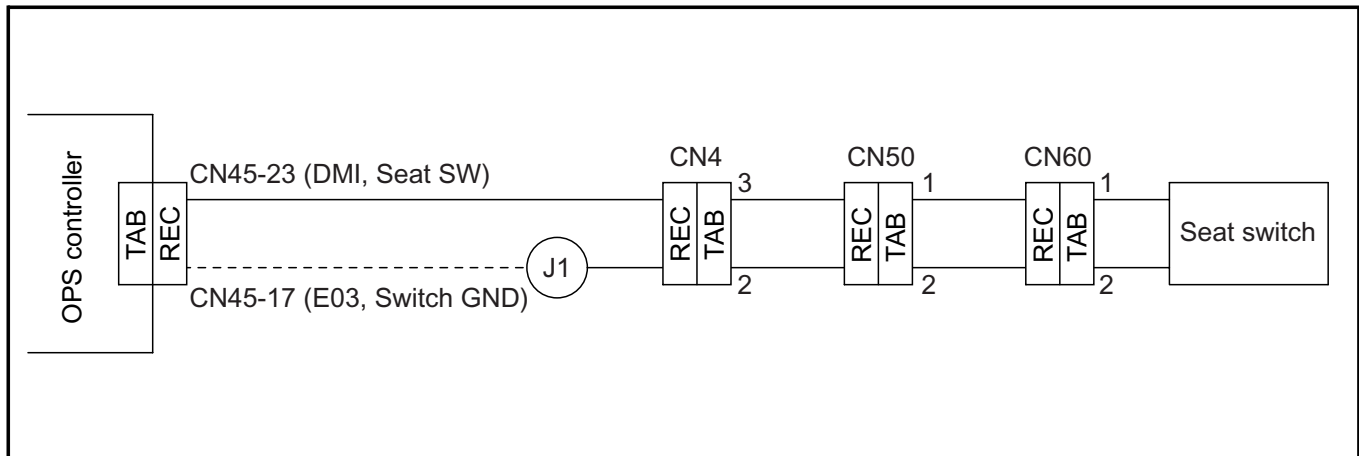 OPS controller
TAB
REC
CN45-23 (DMI, Seat SW)
CN45-17 (E03, Switch GND)
J1
CN4
REC
TAB
3
2
CN50
REC
TAB
1
2
CN60
REC
TAB
1
2
Seat switch